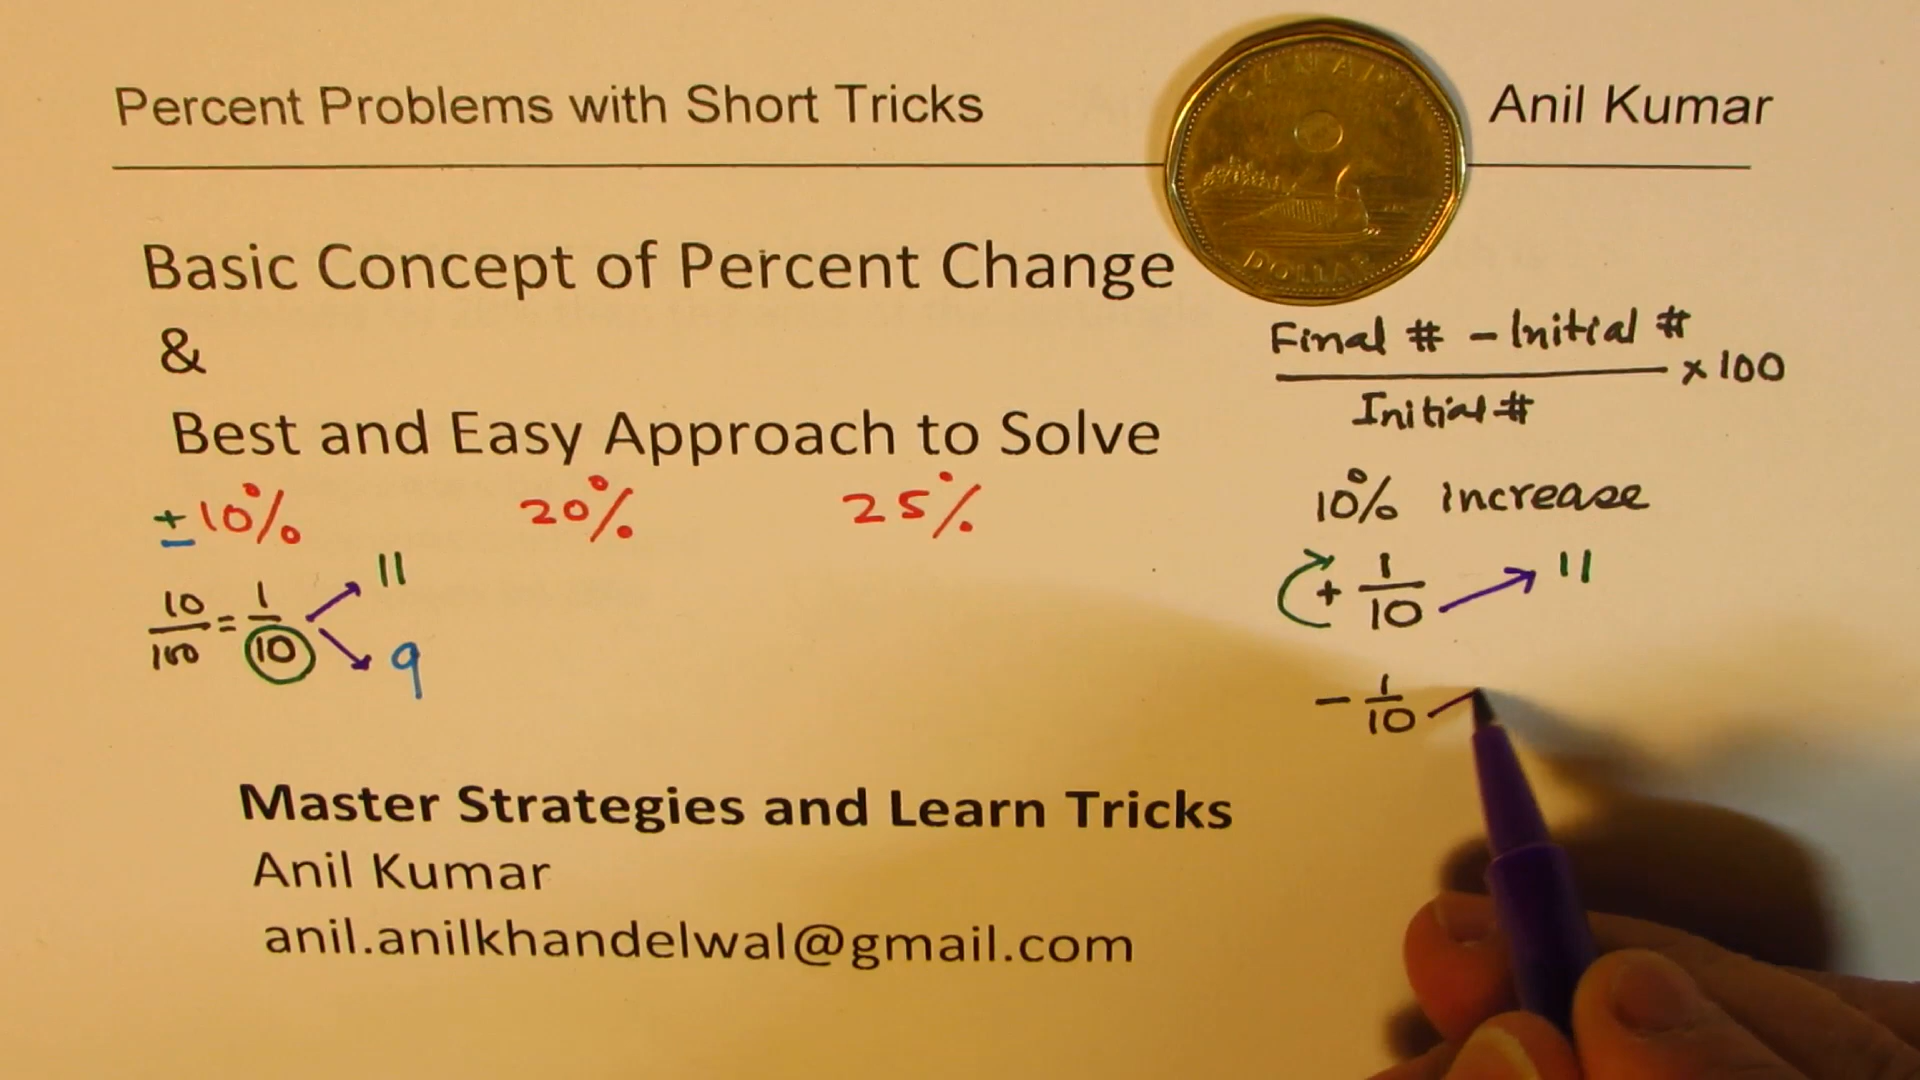 Percent Problems with Short Tricks
Anil Kumar
CANADA
DOLLAR
Basic Concept of Percent Change
&
Best and Easy Approach to Solve
Final # - Initial #
Initial #
x 100
± 10% 20% 25%
10/100 = 1/10
11
9
10% increase
+ 1/10 11
- 1/10
Master Strategies and Learn Tricks
Anil Kumar
anil.anilkhandelwal@gmail.com